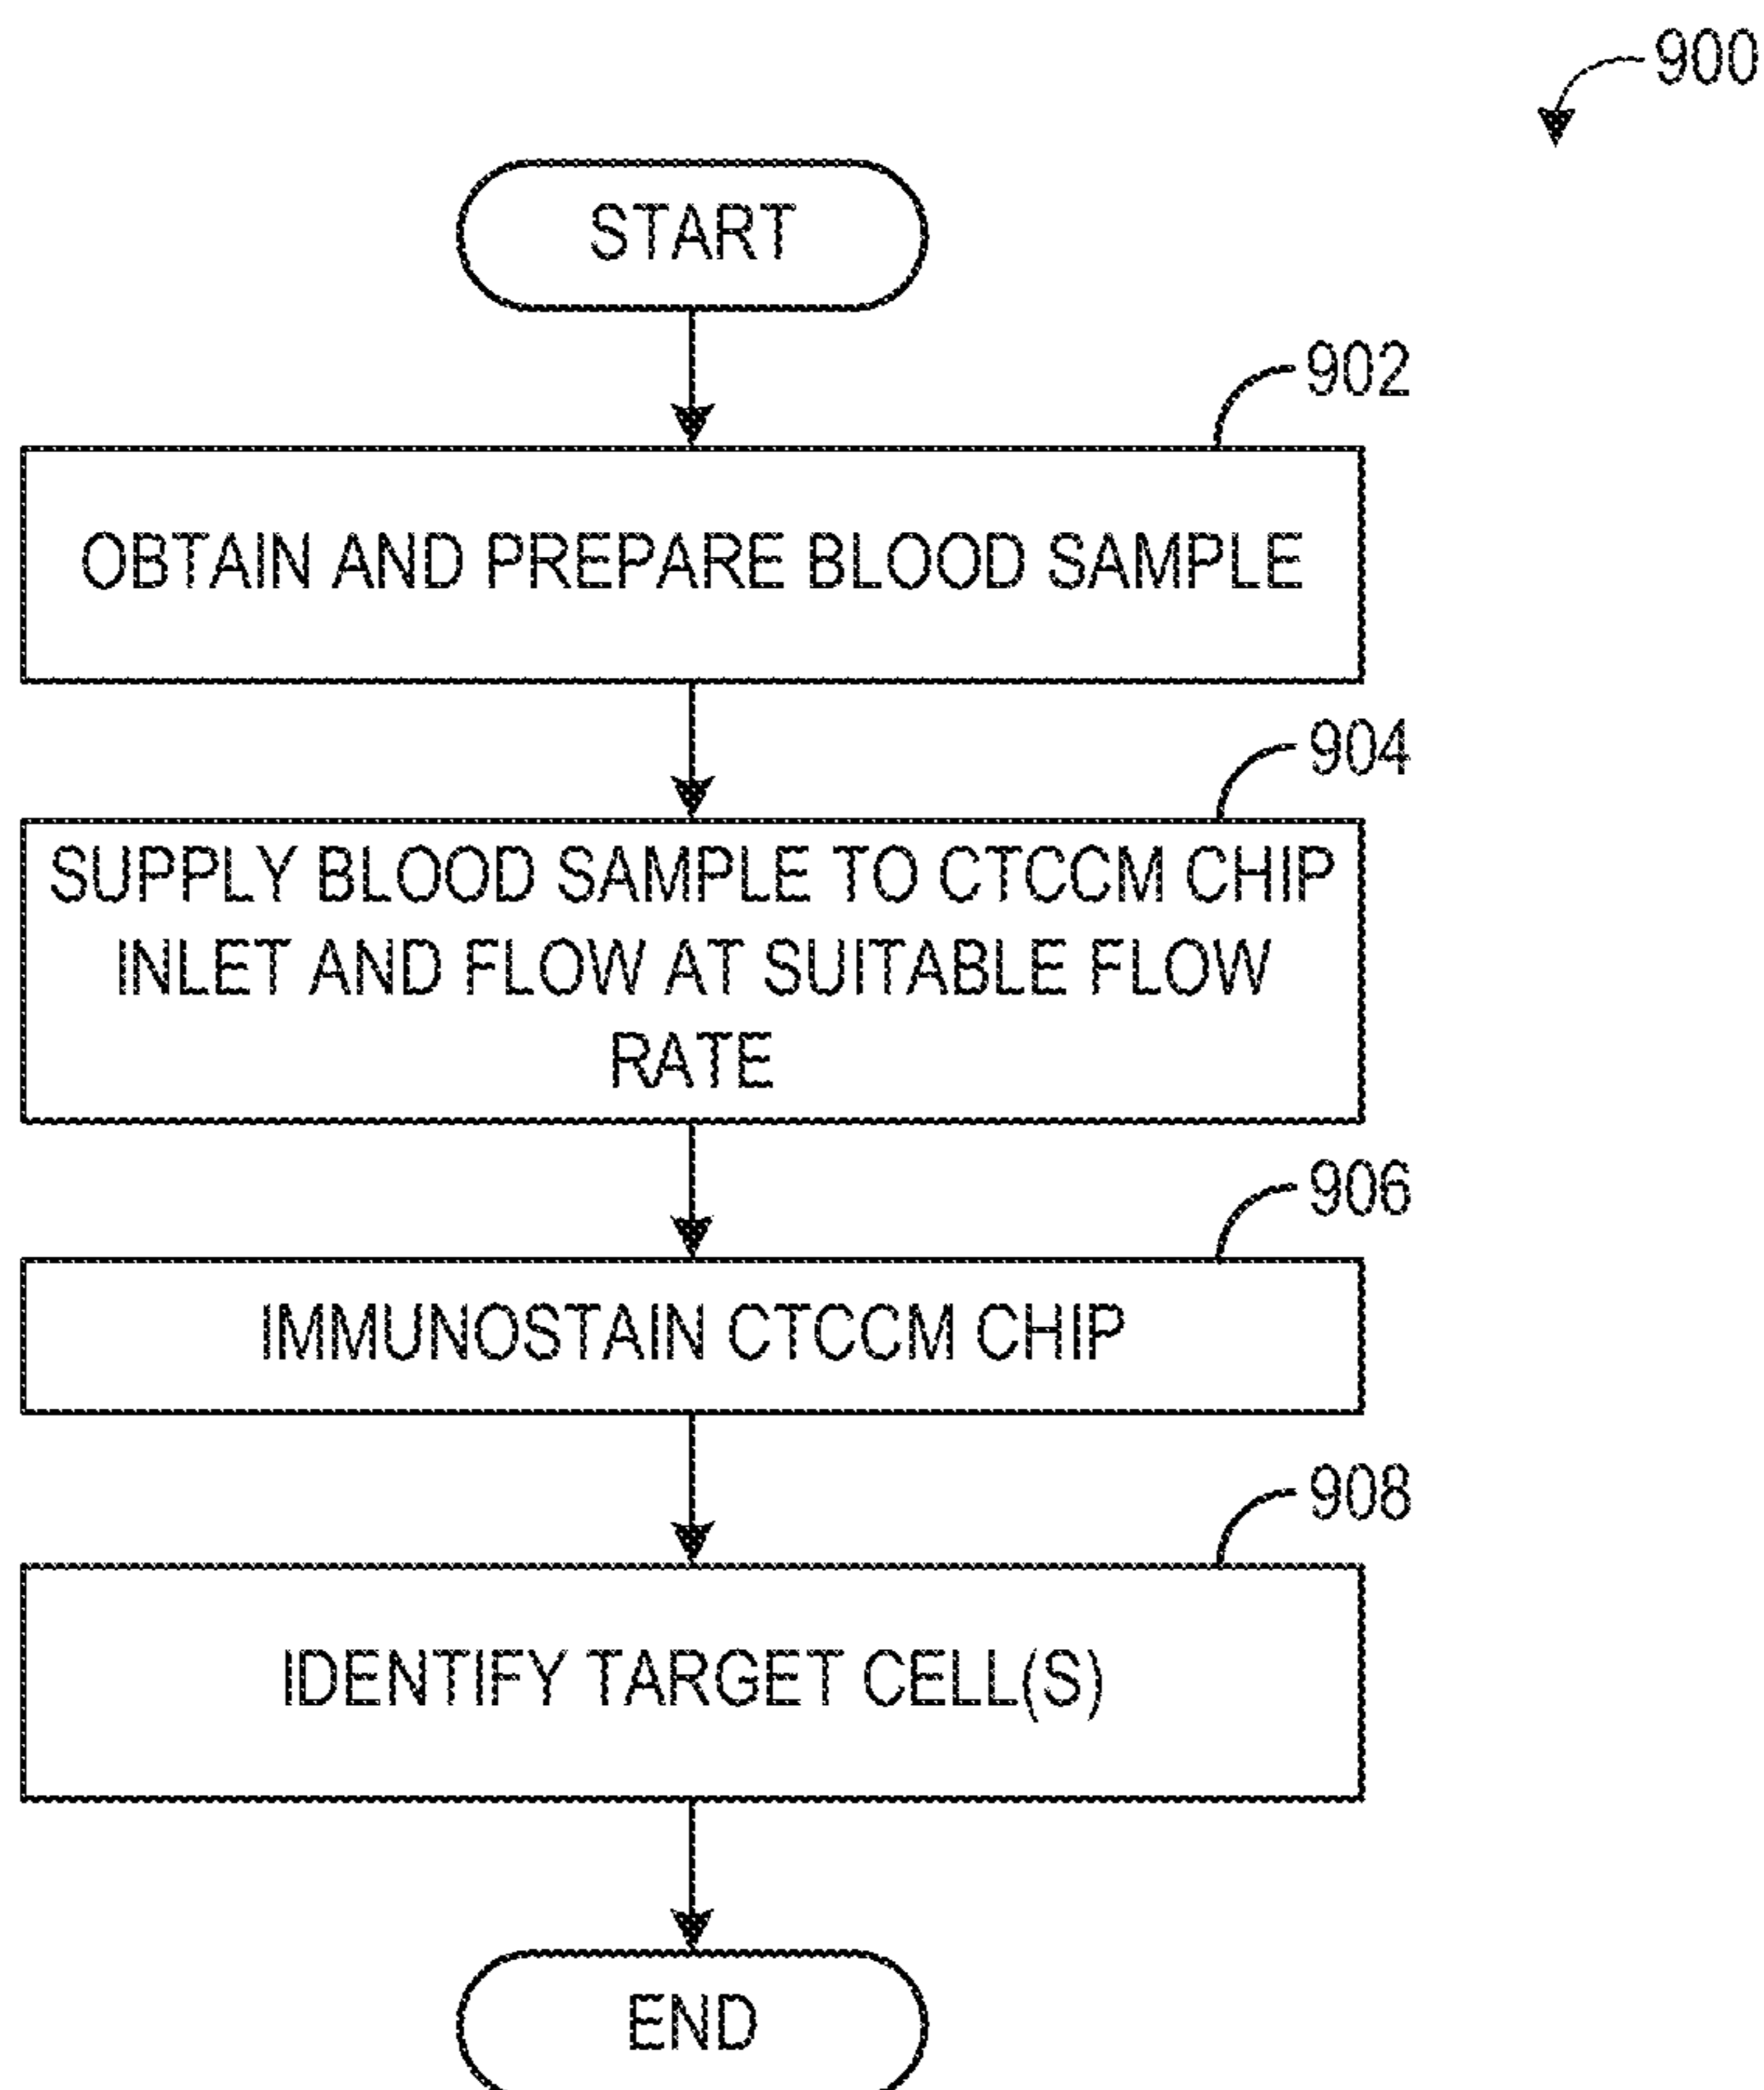 900
START
902
OBTAIN AND PREPARE BLOOD SAMPLE
904
SUPPLY BLOOD SAMPLE TO CTCCM CHIP
INLET AND FLOW AT SUITABLE FLOW
RATE
906
IMMUNOSTAIN CTCCM CHIP
908
IDENTIFY TARGET CELL(S)
END